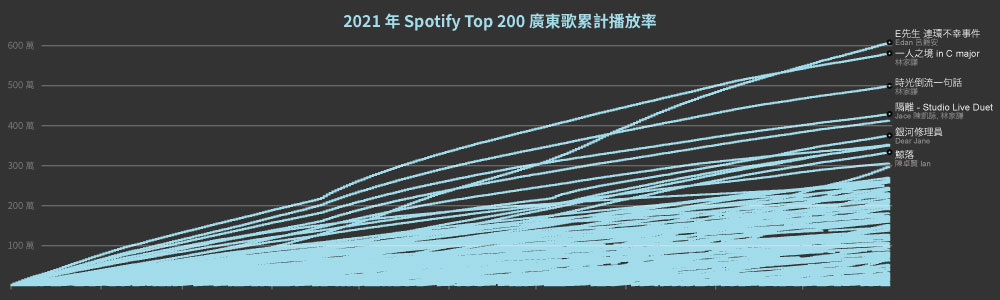 2021 年 Spotify Top 200 廣東歌累計播放率
600 萬
500 萬
400 萬
300 萬
200 萬
100 萬
E先生 連環不幸事件
Edan 呂爵安
一人之境 in C major
林家謙
時光倒流一句話
林家謙
隔離 - Studio Live Duet
Jace 陳凱詠, 林家謙
銀河修理員
Dear Jane
鯨落
陳卓賢 Ian